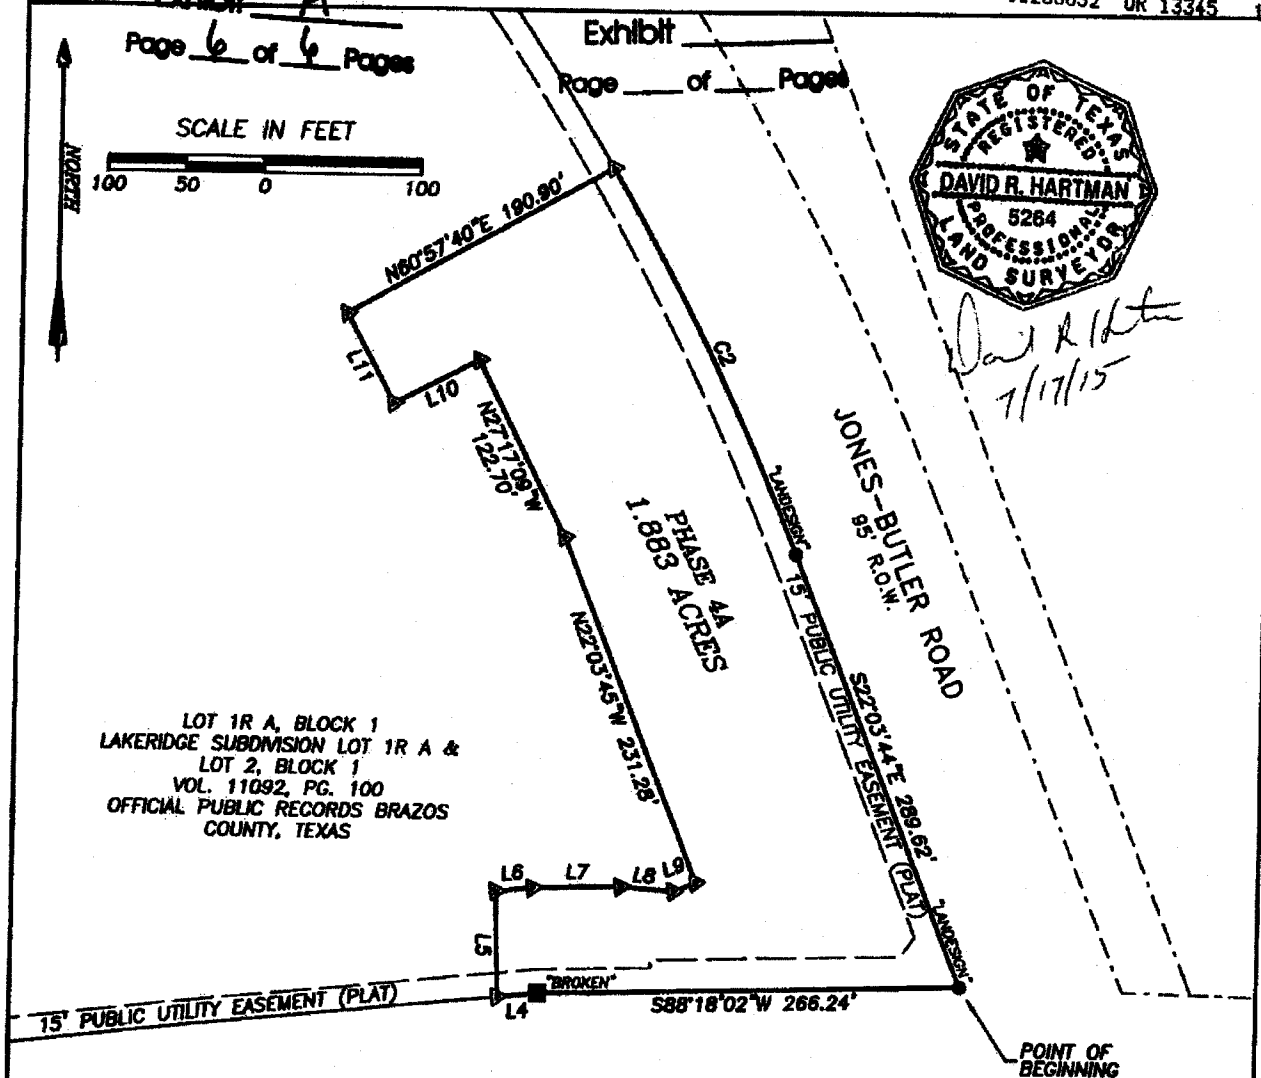 Exhibit A
Page 6 of 6 Pages
Exhibit
Page of Pages
OR 13345
SCALE IN FEET
100 50 0 100
NORTH
STATE OF TEXAS
REGISTERED
DAVID R. HARTMAN
5264
PROFESSIONAL
LAND SURVEYOR
7/17/15
N60°57'40"E 190.90'
L11
L10
C2
N27°17'09"W
122.70'
"LANDESIGN"
JONES-BUTLER ROAD
95' R.O.W.
PHASE 4A
1.883 ACRES
15' PUBLIC UTILITY EASEMENT (PLAT)
N22°03'45"W 231.28'
S22°03'44"E 289.62'
LOT 1R A, BLOCK 1
LAKERIDGE SUBDIVISION LOT 1R A &
LOT 2, BLOCK 1
VOL. 11092, PG. 100
OFFICIAL PUBLIC RECORDS BRAZOS
COUNTY, TEXAS
L6 L7 L8 L9
L5
"LANDESIGN"
"BROKEN"
15' PUBLIC UTILITY EASEMENT (PLAT)
L4
S88°18'02"W 266.24'
POINT OF
BEGINNING